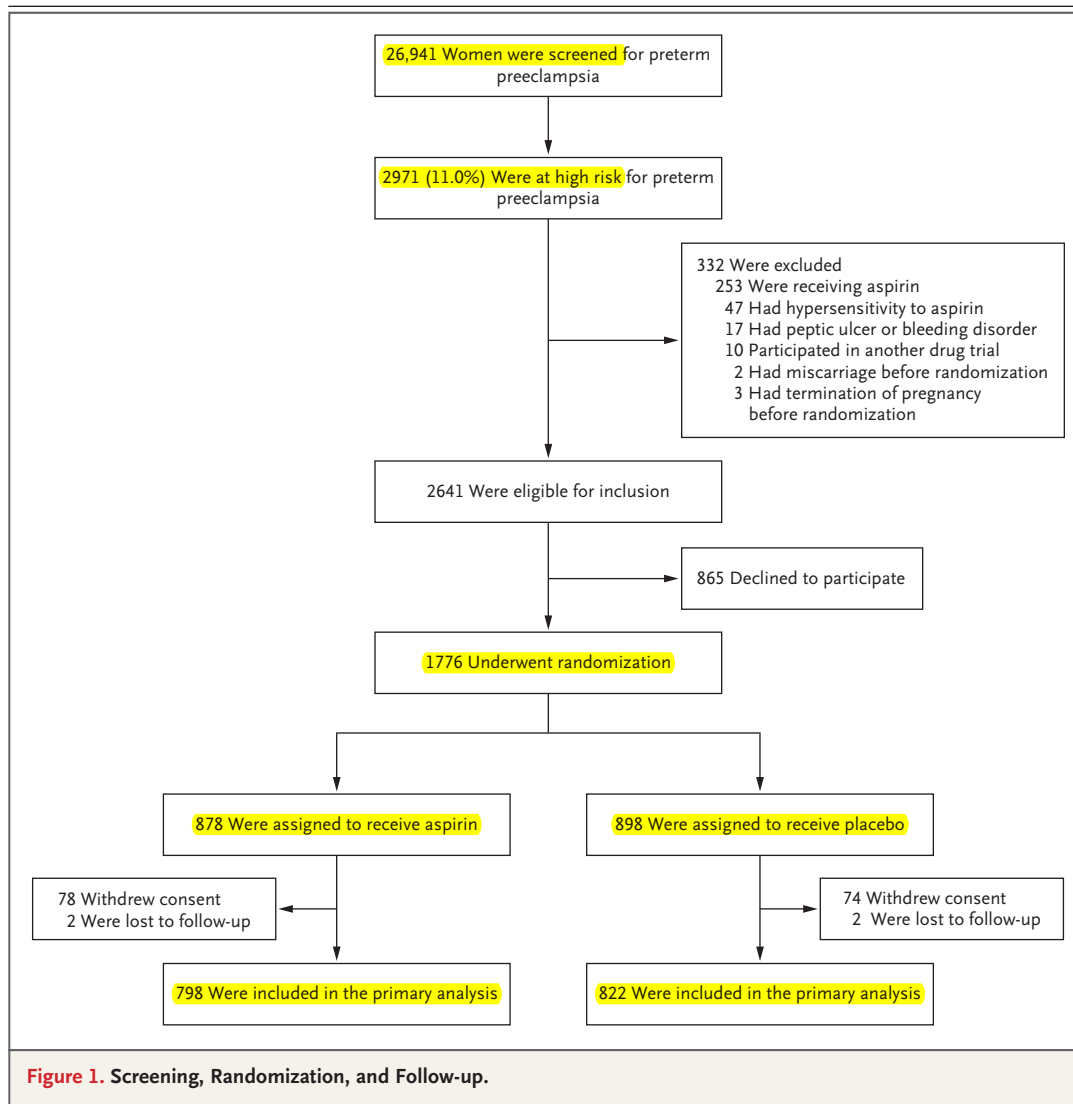 26,941 Women were screened for preterm
preeclampsia
2971 (11.0%) Were at high risk for preterm
preeclampsia
332 Were excluded
253 Were receiving aspirin
47 Had hypersensitivity to aspirin
17 Had peptic ulcer or bleeding disorder
10 Participated in another drug trial
2 Had miscarriage before randomization
3 Had termination of pregnancy
before randomization
2641 Were eligible for inclusion
865 Declined to participate
1776 Underwent randomization
878 Were assigned to receive aspirin
898 Were assigned to receive placebo
78 Withdrew consent
2 Were lost to follow-up
74 Withdrew consent
2 Were lost to follow-up
798 Were included in the primary analysis
822 Were included in the primary analysis
Figure 1. Screening, Randomization, and Follow-up.